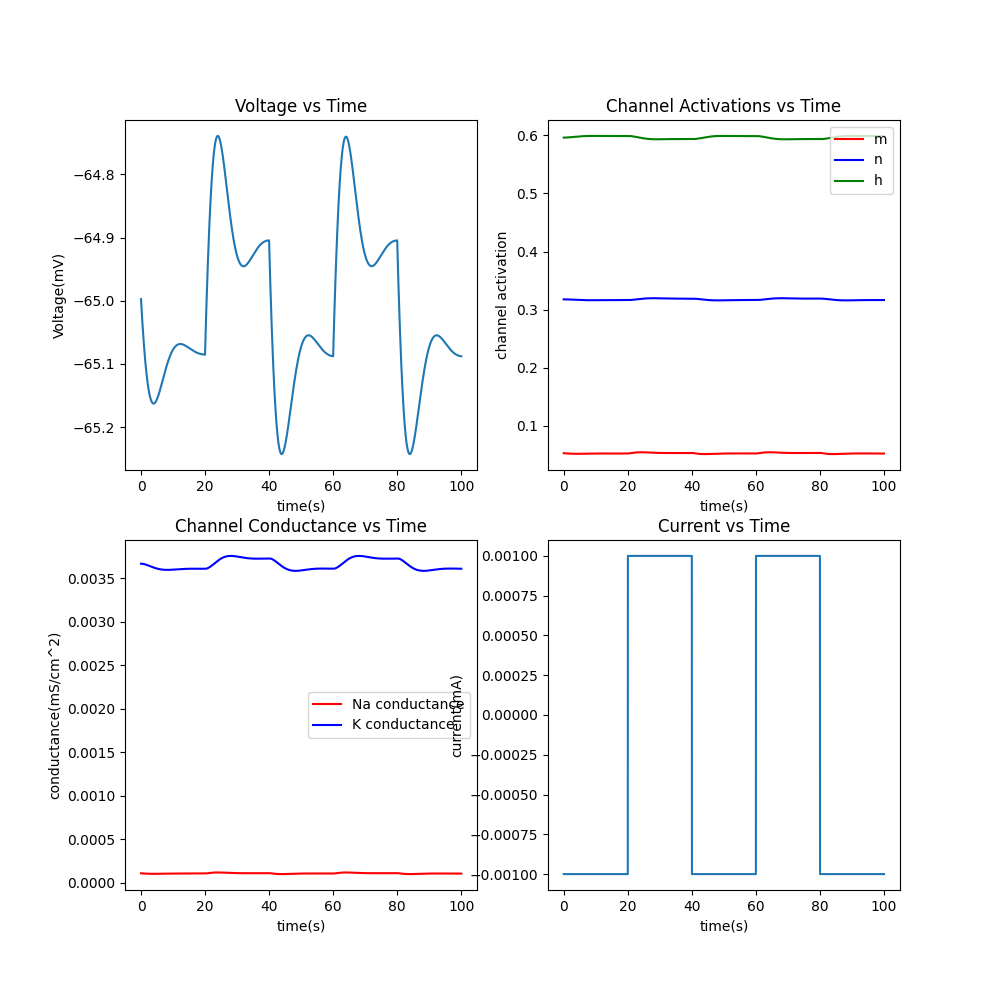 Voltage vs Time
Voltage(mV)
−64.8
−64.9
−65.0
−65.1
−65.2
0 20 40 60 80 100
time(s)
Channel Activations vs Time
channel activation
0.6
0.5
0.4
0.3
0.1
m
n
h
0 20 40 60 80 100
time(s)
Channel Conductance vs Time
conductance(mS/cm^2)
0.0035
0.0030
0.0025
0.0020
0.0015
0.0010
0.0005
0.0000
Na conductance
K conductance
0 20 40 60 80 100
time(s)
Current vs Time
current(mA)
0.00100
0.00075
0.00050
0.00025
0.00000
−0.00025
−0.00050
−0.00075
−0.00100
0 20 40 60 80 100
time(s)